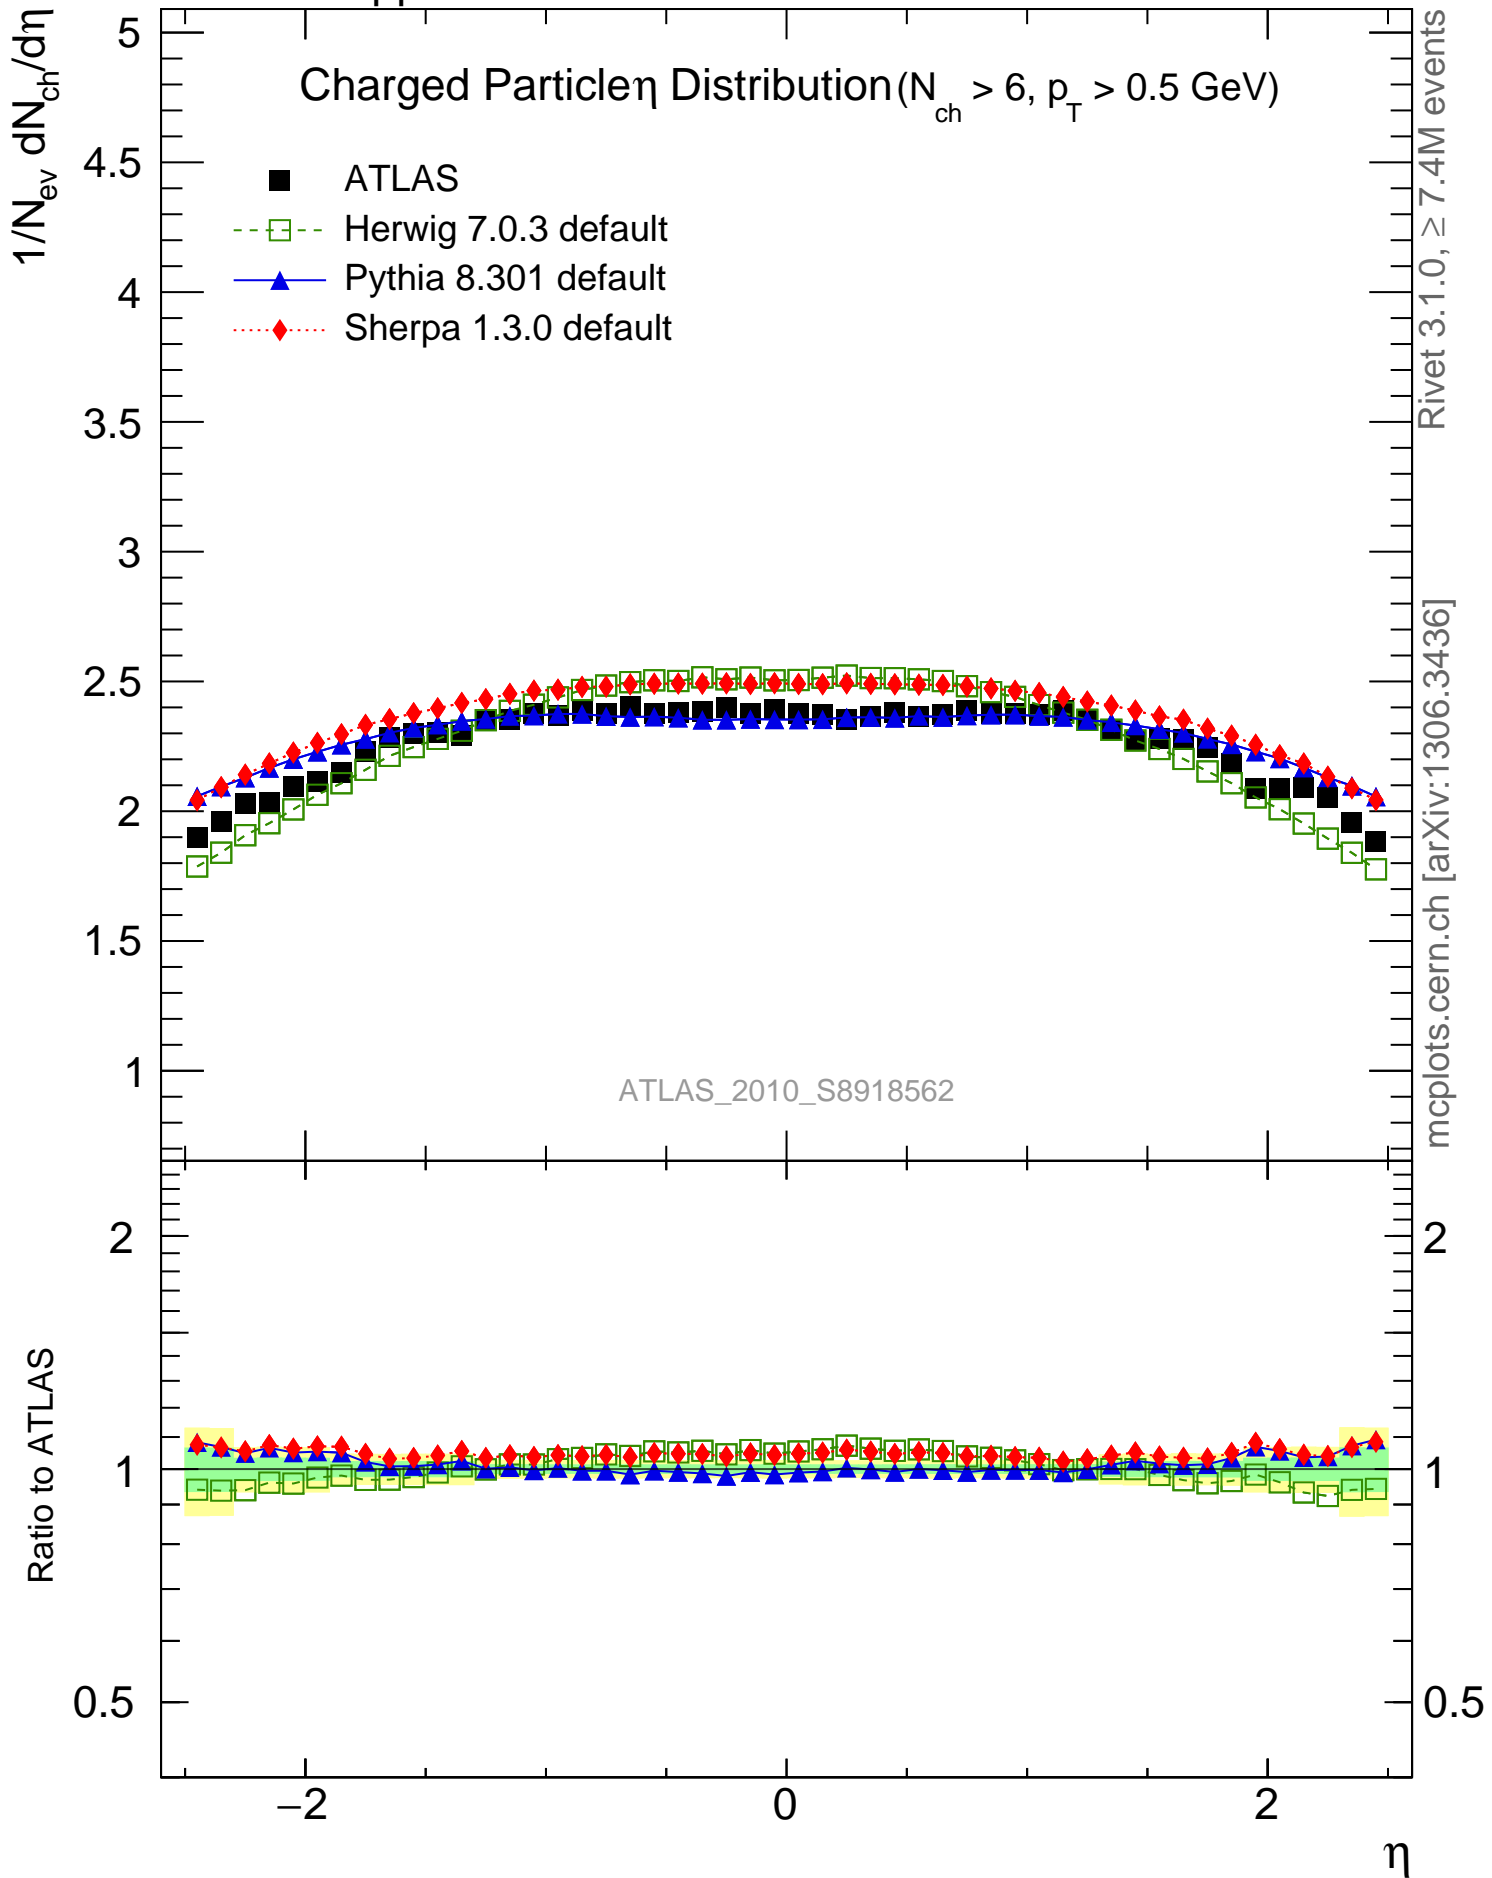 pp
Charged Particle η Distribution (N_ch > 6, p_T > 0.5 GeV)
1/N_ev dN_ch/dη
ATLAS
Herwig 7.0.3 default
Pythia 8.301 default
Sherpa 1.3.0 default
5
4.5
4
3.5
3
2.5
2
1.5
1
ATLAS_2010_S8918562
Rivet 3.1.0, ≥ 7.4M events
mcplots.cern.ch [arXiv:1306.3436]
Ratio to ATLAS
2
1
0.5
2
1
0.5
−2
0
2
η